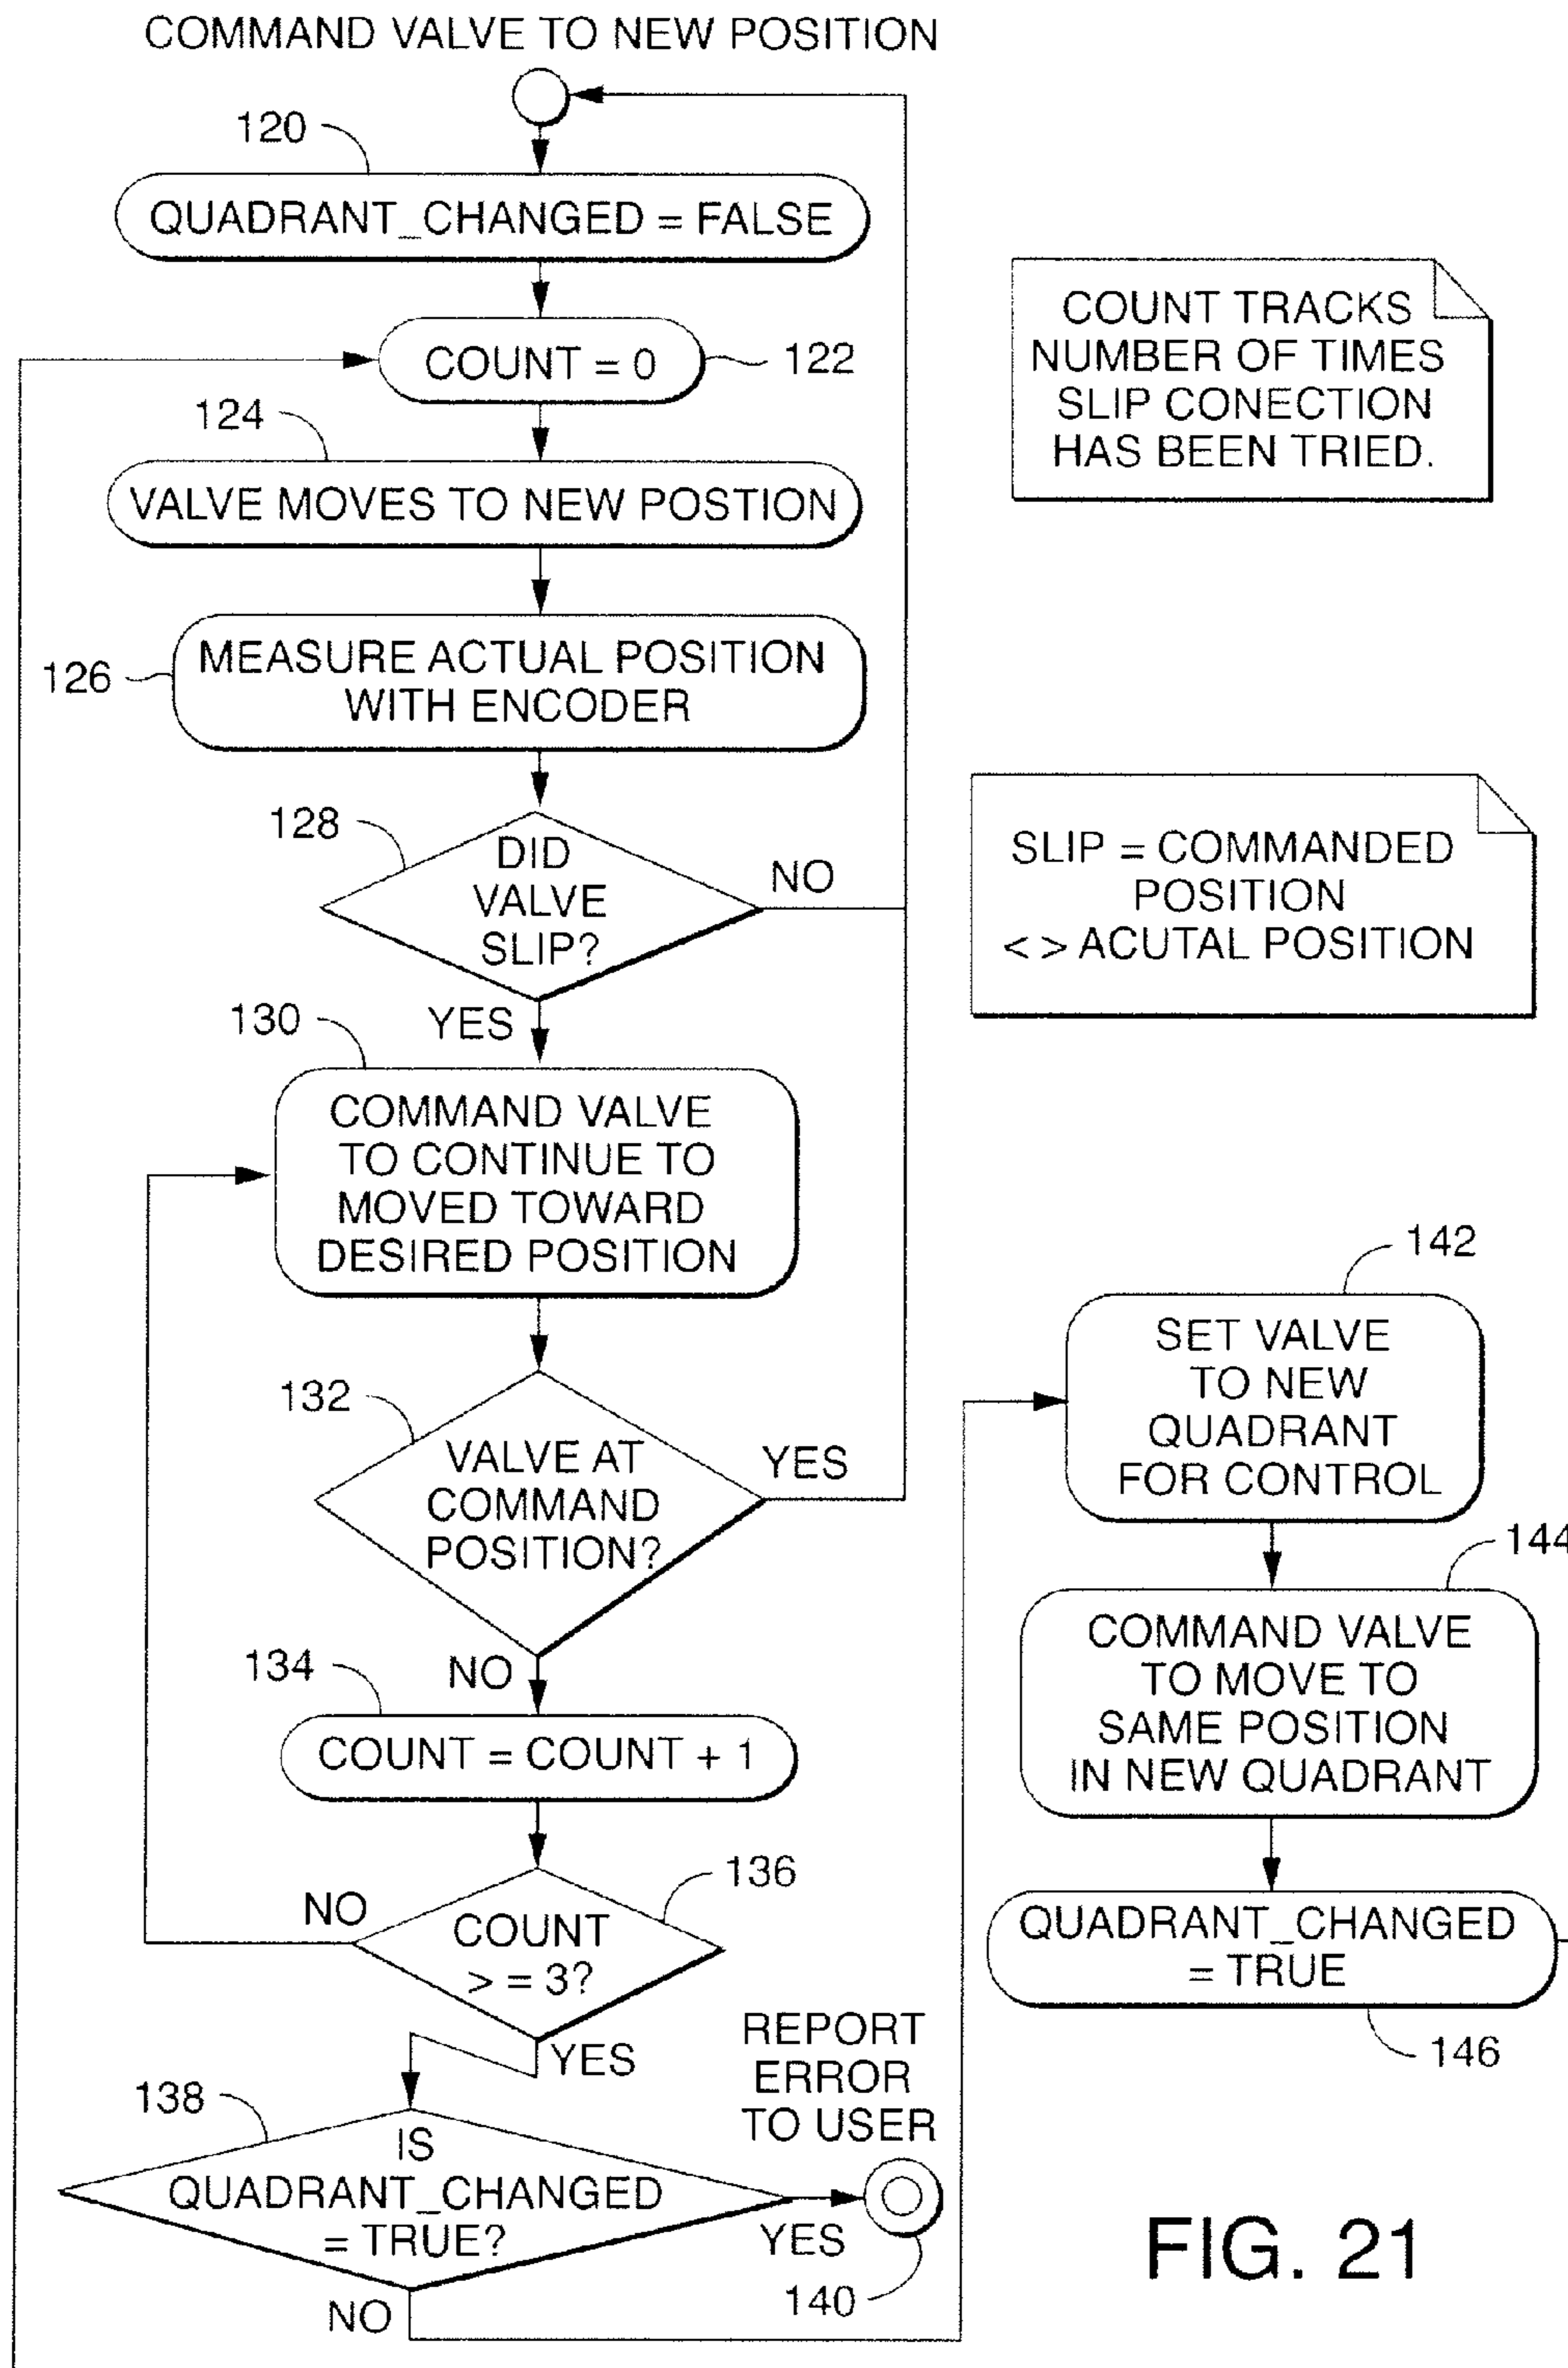 COMMAND VALVE TO NEW POSITION
120
QUADRANT_CHANGED = FALSE
COUNT = 0
122
124
VALVE MOVES TO NEW POSTION
126
MEASURE ACTUAL POSITION
WITH ENCODER
128
DID
VALVE
SLIP?
NO
YES
130
COMMAND VALVE
TO CONTINUE TO
MOVED TOWARD
DESIRED POSITION
132
VALVE AT
COMMAND
POSITION?
YES
NO
134
COUNT = COUNT + 1
136
NO
COUNT
> = 3?
YES
138
IS
QUADRANT_CHANGED
= TRUE?
YES
NO
REPORT
ERROR
TO USER
140
COUNT TRACKS
NUMBER OF TIMES
SLIP CONECTION
HAS BEEN TRIED.
SLIP = COMMANDED
POSITION
< > ACUTAL POSITION
142
SET VALVE
TO NEW
QUADRANT
FOR CONTROL
144
COMMAND VALVE
TO MOVE TO
SAME POSITION
IN NEW QUADRANT
QUADRANT_CHANGED
= TRUE
146
FIG. 21